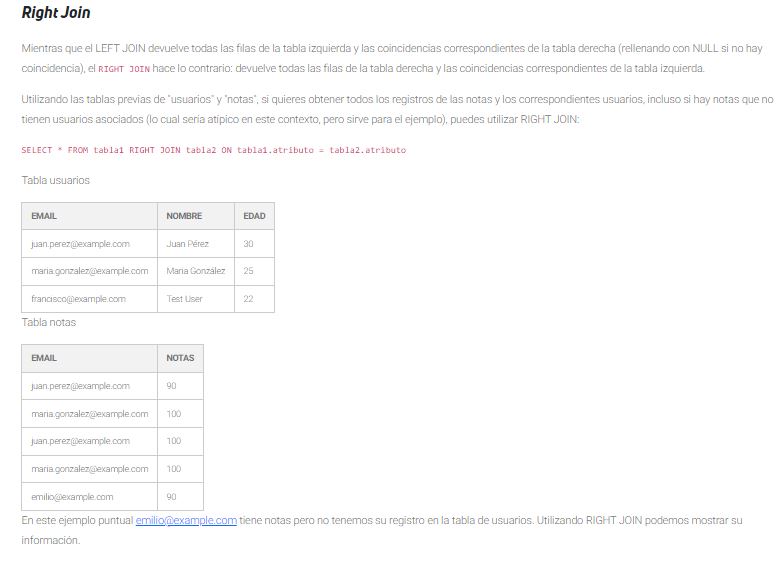 Right Join
Mientras que el LEFT JOIN devuelve todas las filas de la tabla izquierda y las coincidencias correspondientes de la tabla derecha (rellenando con NULL si no hay
coincidencia), el RIGHT JOIN hace lo contrario: devuelve todas las filas de la tabla derecha y las coincidencias correspondientes de la tabla izquierda.
Utilizando las tablas previas de "usuarios" y "notas", si quieres obtener todos los registros de las notas y los correspondientes usuarios, incluso si hay notas que no
tienen usuarios asociados (lo cual sería atípico en este contexto, pero sirve para el ejemplo), puedes utilizar RIGHT JOIN:
SELECT * FROM tabla1 RIGHT JOIN tabla2 ON tabla1.atributo = tabla2.atributo
Tabla usuarios
EMAIL NOMBRE EDAD
juan.perez@example.com Juan Pérez 30
maria.gonzalez@example.com Maria González 25
francisco@example.com Test User 22
Tabla notas
EMAIL NOTAS
juan.perez@example.com 90
maria.gonzalez@example.com 100
juan.perez@example.com 100
maria.gonzalez@example.com 100
emilio@example.com 90
En este ejemplo puntual emilio@example.com tiene notas pero no tenemos su registro en la tabla de usuarios. Utilizando RIGHT JOIN podemos mostrar su
información.